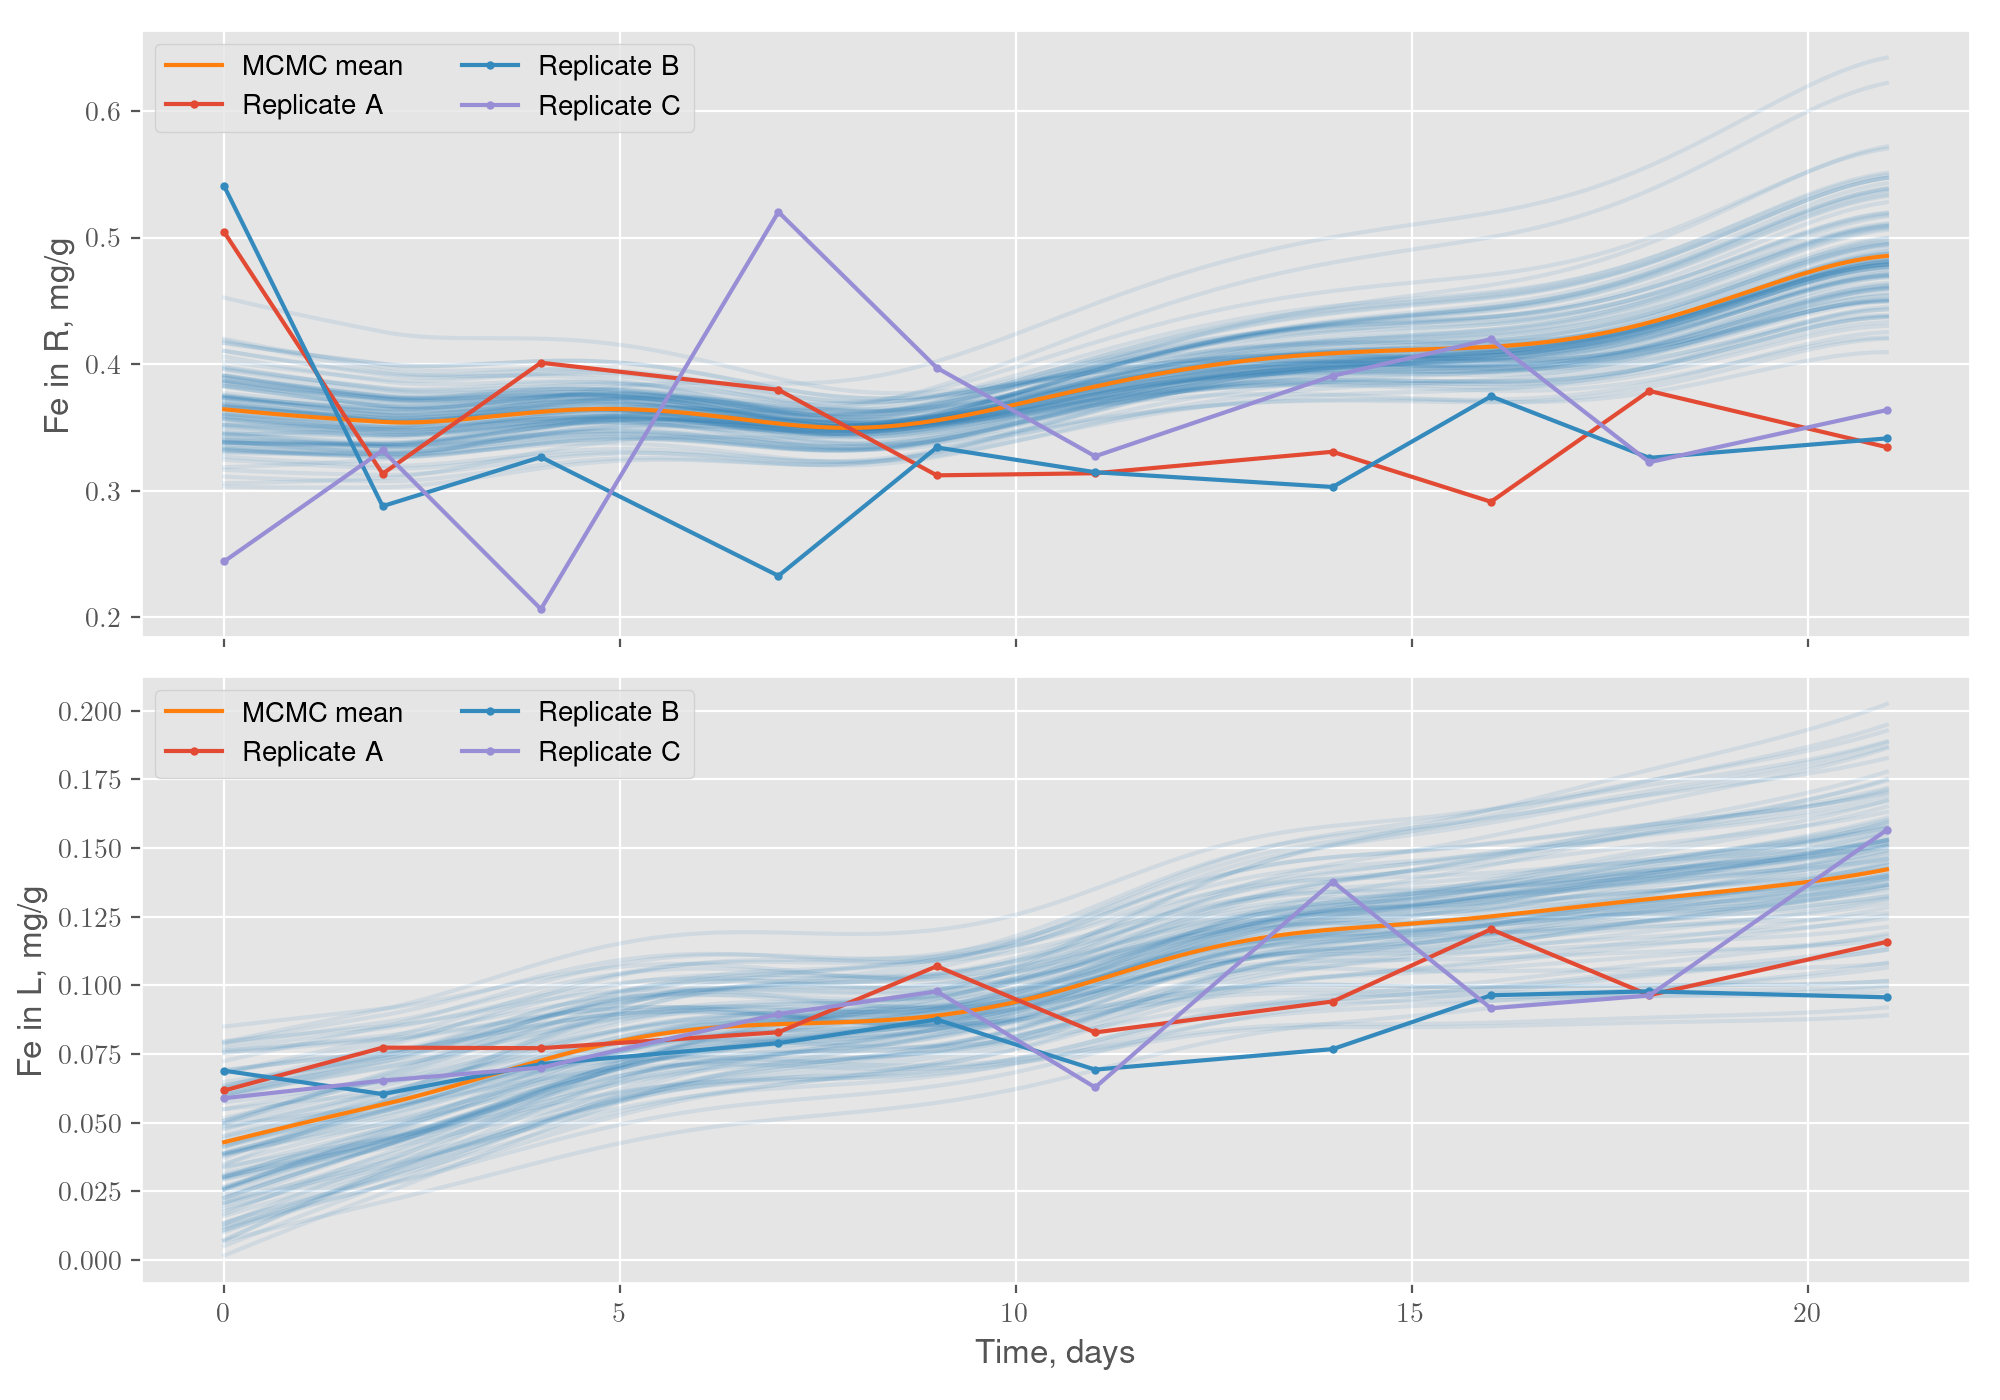 MCMC mean
Replicate A
Replicate B
Replicate C
0.6
0.5
0.4
0.3
0.2
Fe in R, mg/g
MCMC mean
Replicate A
Replicate B
Replicate C
0.200
0.175
0.150
0.125
0.100
0.075
0.050
0.025
0.000
Fe in L, mg/g
0 5 10 15 20
Time, days